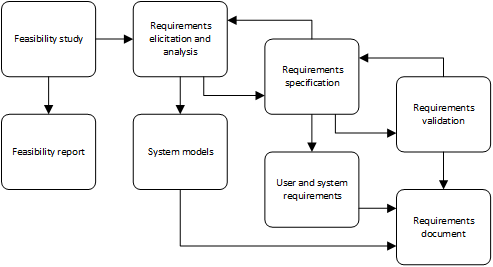 Feasibility study
Requirements
elicitation and
analysis
Requirements
specification
Requirements
validation
Feasibility report
System models
User and system
requirements
Requirements
document